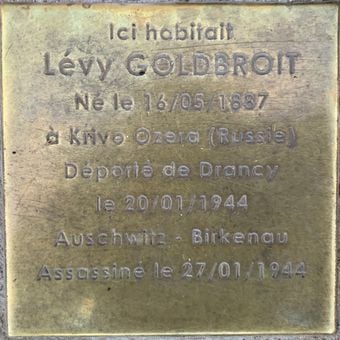 Ici habitait
Lévy GOLDBROIT
Né le 16/05/1887
à Krivo Ozera (Russie)
Déporté de Drancy
le 20/01/1944
Auschwitz - Birkenau
Assassiné le 27/01/1944